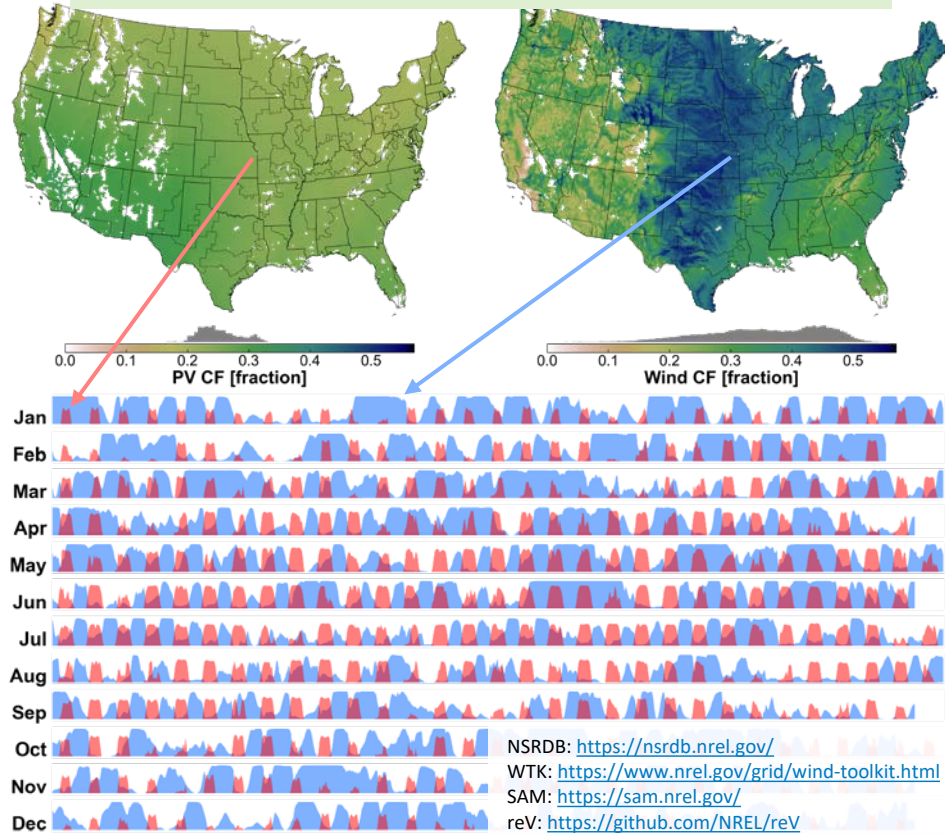 0.0 0.1 0.2 0.3 0.4 0.5
PV CF [fraction]
0.0 0.1 0.2 0.3 0.4 0.5
Wind CF [fraction]
Jan
Feb
Mar
Apr
May
Jun
Jul
Aug
Sep
Oct
Nov
Dec
NSRDB: https://nsrdb.nrel.gov/
WTK: https://www.nrel.gov/grid/wind-toolkit.html
SAM: https://sam.nrel.gov/
reV: https://github.com/NREL/reV